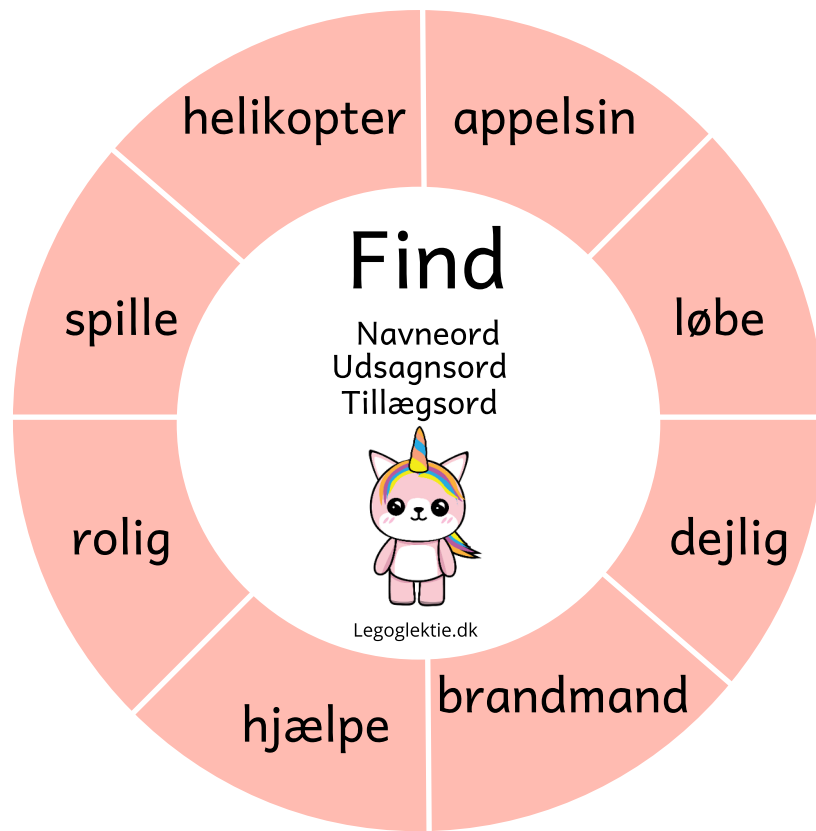 helikopter
appelsin
spille
løbe
rolig
dejlig
hjælpe
brandmand
Find
Navneord
Udsagnsord
Tillægsord
Legoglektie.dk